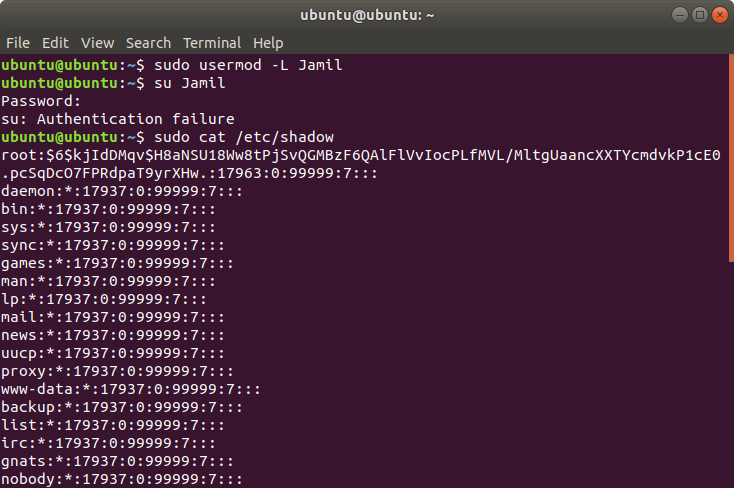 ubuntu@ubuntu: ~
File Edit View Search Terminal Help
ubuntu@ubuntu:~$ sudo usermod -L Jamil
ubuntu@ubuntu:~$ su Jamil
Password:
su: Authentication failure
ubuntu@ubuntu:~$ sudo cat /etc/shadow
root:$6$kjIdDMqv$H8aNSU18Ww8tPjSvQGMBzF6QAlFlVvIocPLfMVL/MltgUaancXXTYcmdvkP1cE0
.pcSqDcO7FPRdpaT9yrXHw.:17963:0:99999:7:::
daemon:*:17937:0:99999:7:::
bin:*:17937:0:99999:7:::
sys:*:17937:0:99999:7:::
sync:*:17937:0:99999:7:::
games:*:17937:0:99999:7:::
man:*:17937:0:99999:7:::
lp:*:17937:0:99999:7:::
mail:*:17937:0:99999:7:::
news:*:17937:0:99999:7:::
uucp:*:17937:0:99999:7:::
proxy:*:17937:0:99999:7:::
www-data:*:17937:0:99999:7:::
backup:*:17937:0:99999:7:::
list:*:17937:0:99999:7:::
irc:*:17937:0:99999:7:::
gnats:*:17937:0:99999:7:::
nobody:*:17937:0:99999:7:::